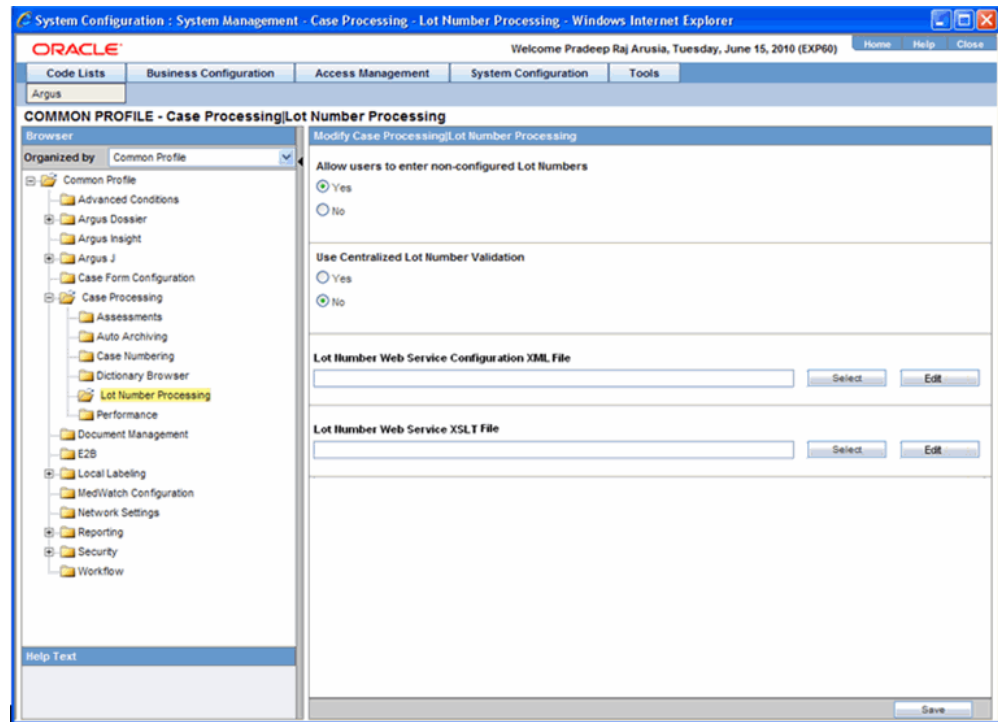 System Configuration : System Management - Case Processing - Lot Number Processing - Windows Internet Explorer
ORACLE
Welcome Pradeep Raj Arusia, Tuesday, June 15, 2010 (EXP60)
Home Help Close
Code Lists Business Configuration Access Management System Configuration Tools
Argus
COMMON PROFILE - Case Processing|Lot Number Processing
Browser
Organized by Common Profile
Common Profile
Advanced Conditions
Argus Dossier
Argus Insight
Argus J
Case Form Configuration
Case Processing
Assessments
Auto Archiving
Case Numbering
Dictionary Browser
Lot Number Processing
Performance
Document Management
E2B
Local Labeling
MedWatch Configuration
Network Settings
Reporting
Security
Workflow
Help Text
Modify Case Processing|Lot Number Processing
Allow users to enter non-configured Lot Numbers
Yes
No
Use Centralized Lot Number Validation
Yes
No
Lot Number Web Service Configuration XML File
Select Edit
Lot Number Web Service XSLT File
Select Edit
Save